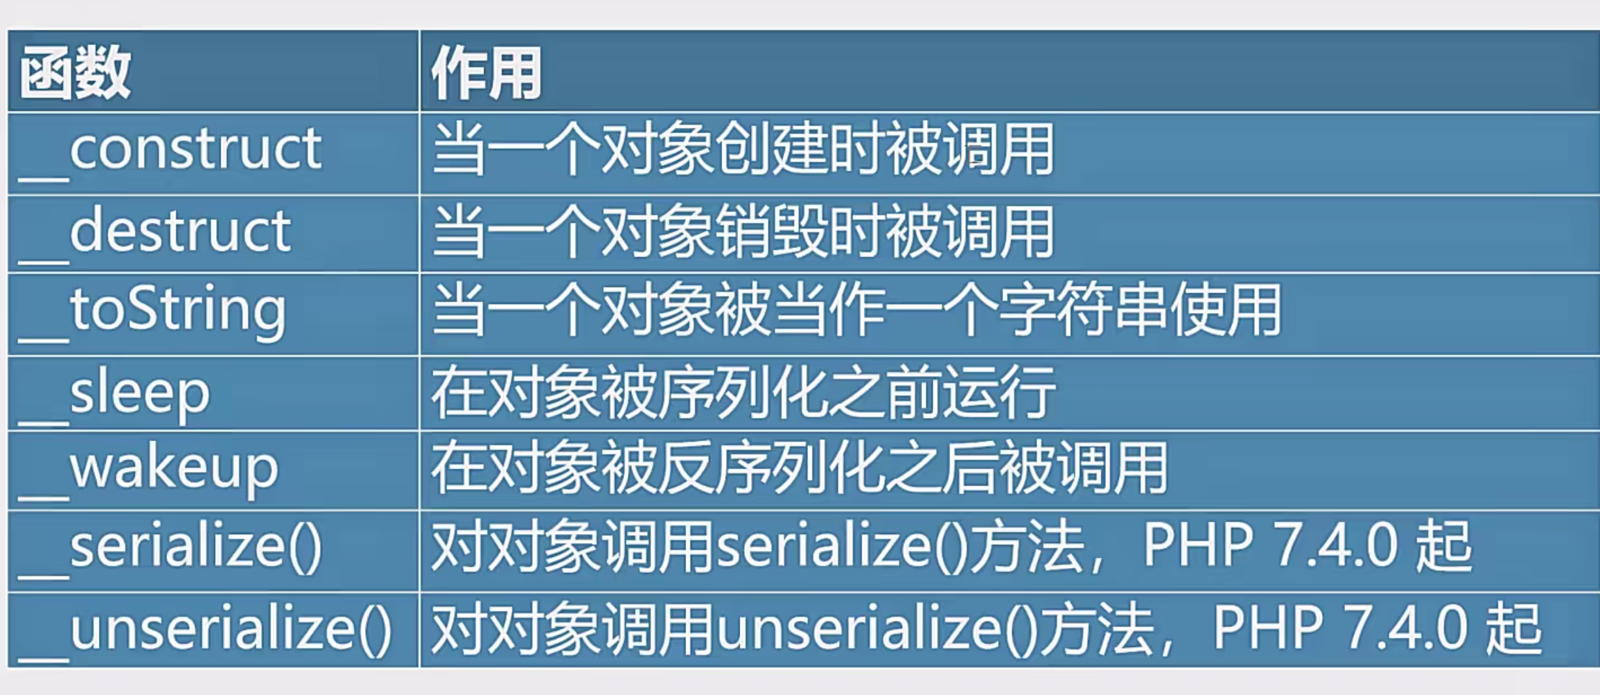 函数 作用
__construct 当一个对象创建时被调用
__destruct 当一个对象销毁时被调用
__toString 当一个对象被当作一个字符串使用
__sleep 在对象被序列化之前运行
__wakeup 在对象被反序列化之后被调用
__serialize() 对对象调用serialize()方法，PHP 7.4.0 起
__unserialize() 对对象调用unserialize()方法，PHP 7.4.0 起